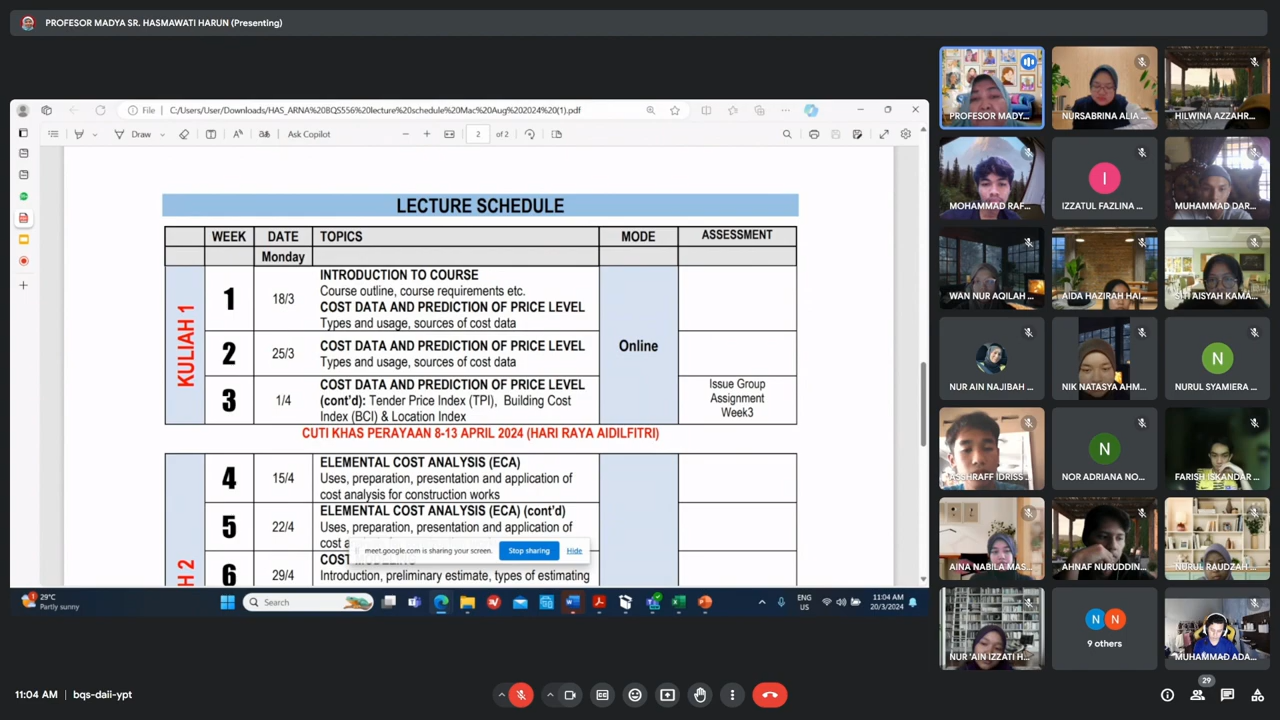 PROFESOR MADYA SR. HASMAWATI HARUN (Presenting)
File
C:/Users/User/Downloads/HAS_ARNA%20BQS556%20lecture%20schedule%20Mac%20Aug%202024%20(1).pdf
Draw
Ask Copilot
2
of 2
LECTURE SCHEDULE
WEEK
DATE
TOPICS
MODE
ASSESSMENT
Monday
KULIAH 1
1
18/3
INTRODUCTION TO COURSE
Course outline, course requirements etc.
COST DATA AND PREDICTION OF PRICE LEVEL
Types and usage, sources of cost data
2
25/3
COST DATA AND PREDICTION OF PRICE LEVEL
Types and usage, sources of cost data
Online
3
1/4
COST DATA AND PREDICTION OF PRICE LEVEL
(cont'd): Tender Price Index (TPI), Building Cost
Index (BCI) & Location Index
Issue Group
Assignment
Week3
CUTI KHAS PERAYAAN 8-13 APRIL 2024 (HARI RAYA AIDILFITRI)
4
15/4
ELEMENTAL COST ANALYSIS (ECA)
Uses, preparation, presentation and application of
cost analysis for construction works
5
22/4
ELEMENTAL COST ANALYSIS (ECA) (cont'd)
Uses, preparation, presentation and application of
cost a
H 2
6
29/4
COST
Introduction, preliminary estimate, types of estimating
meet.google.com is sharing your screen.
Stop sharing
Hide
29°C
Partly sunny
Search
ENG
US
11:04 AM
20/3/2024
PROFESOR MADY...
NURSABRINA ALIA
HILWINA AZZAHR...
MOHAMMAD RAF...
I
IZZATUL FAZLINA
MUHAMMAD DAR...
WAN NUR AQILAH
AIDA HAZIRAH HAI...
SITI AISYAH KAMA...
NUR AIN NAJIBAH
NIK NATASYA AHM...
N
NURUL SYAMIERA
ASSHRAFF IDRISS
N
NOR ADRIANA NO...
FARISH ISKANDAR
AINA NABILA MAS...
AHNAF NURUDDIN
NURUL RAUDZAH
NUR 'AIN IZZATI H...
N
N
9 others
MUHAMMAD ADA...
11:04 AM
bqs-daii-ypt
29